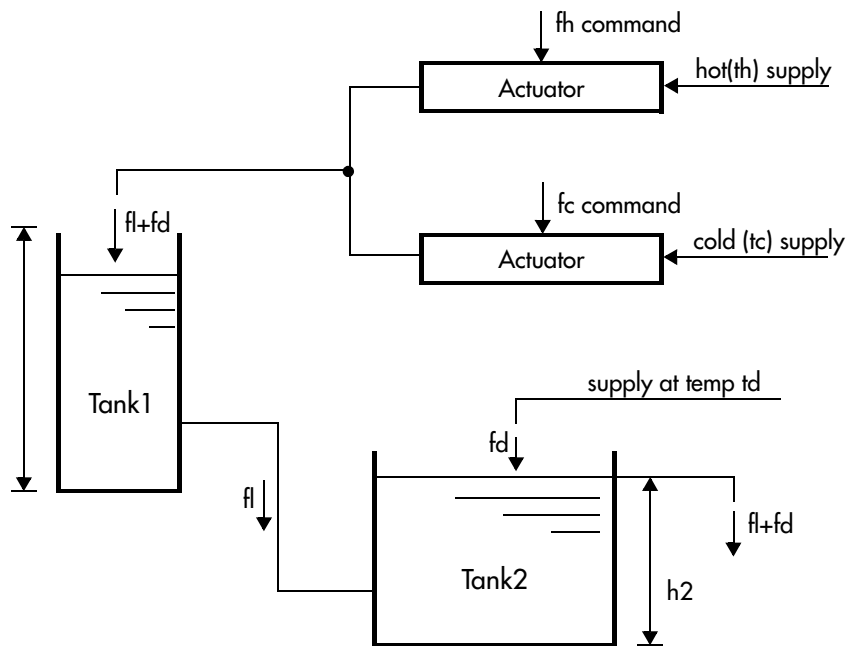 fh command
hot(th) supply
Actuator
fc command
cold (tc) supply
Actuator
fl+fd
Tank1
supply at temp td
fd
fl
fl+fd
Tank2
h2